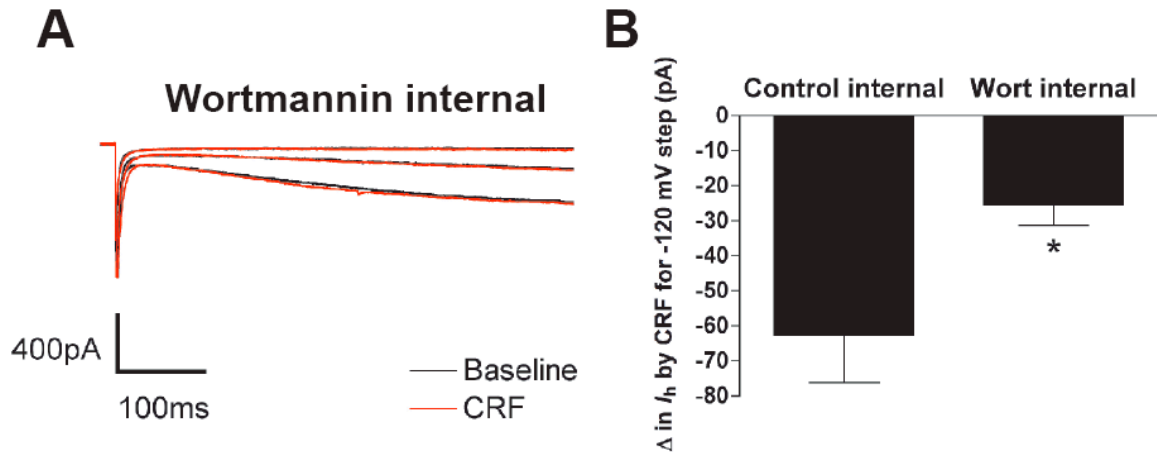 A
Wortmannin internal
400pA
100ms
Baseline
CRF
B
Control internal Wort internal
Δ in Ih by CRF for -120 mV step (pA)
0
-10
-20
-30
-40
-50
-60
-70
-80
*